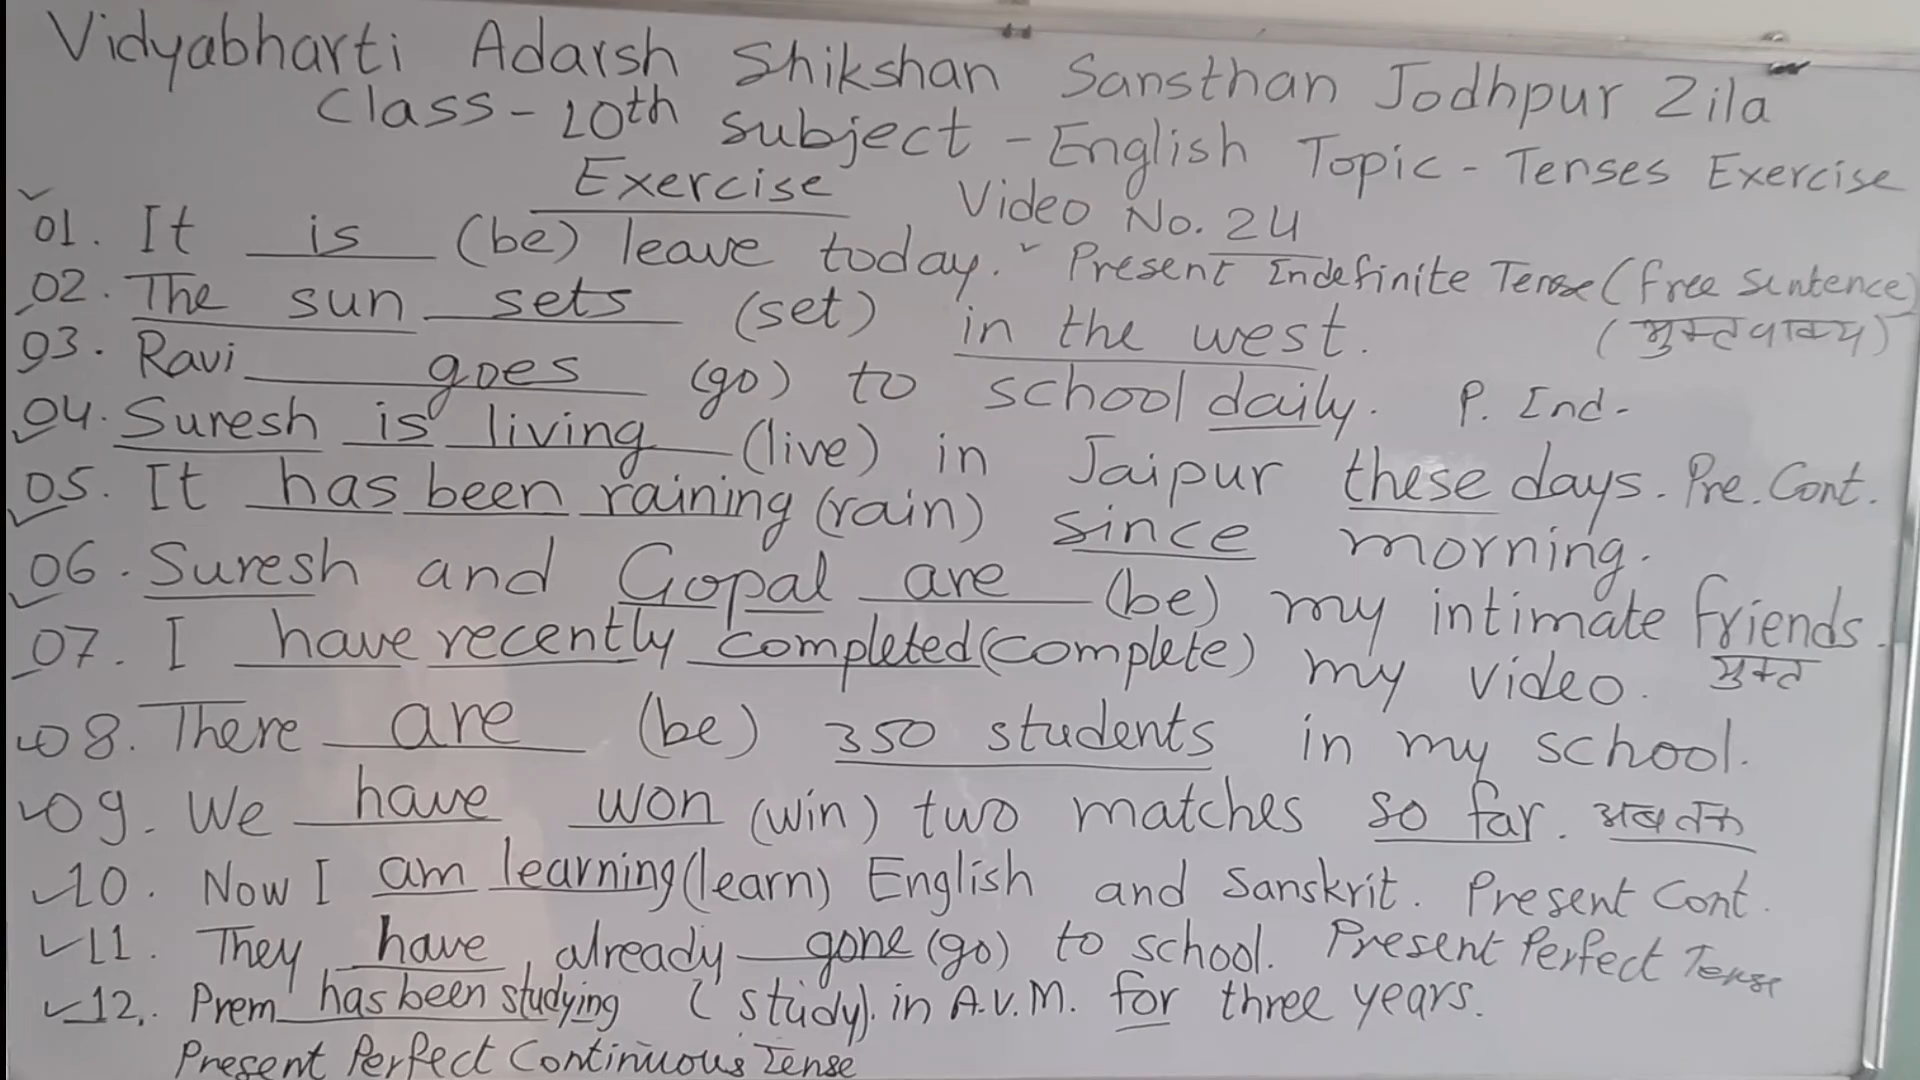 Vidyabharti Adarsh Shikshan Sansthan Jodhpur Zila
Class - 10th Subject - English Topic - Tenses Exercise
Exercise Video No. 24
01. It is (be) leave today. Present Indefinite Tense (free Sentence)
02. The sun sets (set) in the west. (मुक्त वाक्य)
03. Ravi goes (go) to school daily. P. Ind-
04. Suresh is living (live) in Jaipur these days. Pre. Cont.
05. It has been raining (rain) since morning.
06. Suresh and Gopal are (be) my intimate friends.
07. I have recently completed (complete) my video. मुक्त
08. There are (be) 350 students in my school.
09. We have won (win) two matches so far. अब तक
10. Now I am learning (learn) English and Sanskrit. Present Cont.
11. They have already gone (go) to school. Present Perfect Tense
12. Prem has been studying (study) in A.V.M. for three years.
Present Perfect Continuous Tense